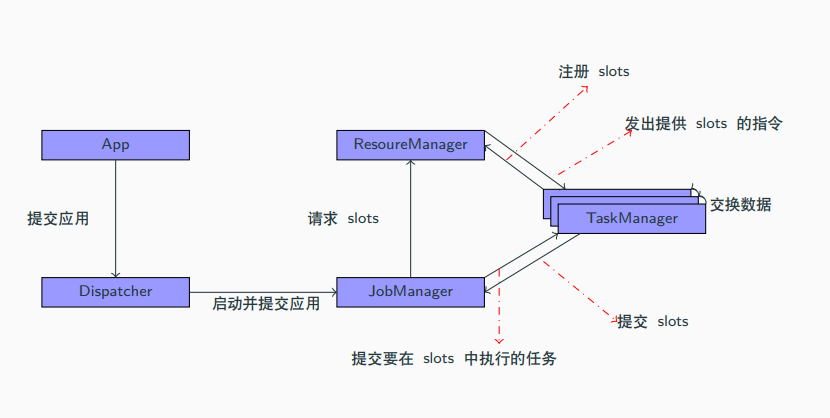 注册 slots
发出提供 slots 的指令
App
ResoureManager
提交应用
请求 slots
TaskManager
交换数据
Dispatcher
启动并提交应用
JobManager
提交 slots
提交要在 slots 中执行的任务